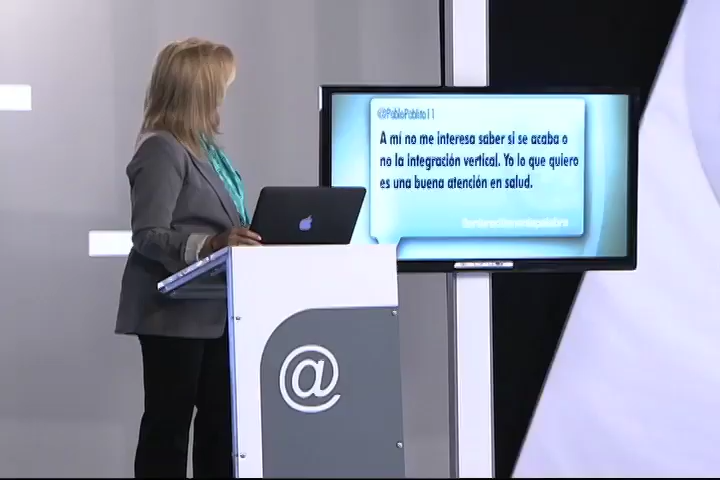 @PabloPablito11
A mí no me interesa saber si se acaba o
no la integración vertical. Yo lo que quiero
es una buena atención en salud.
@